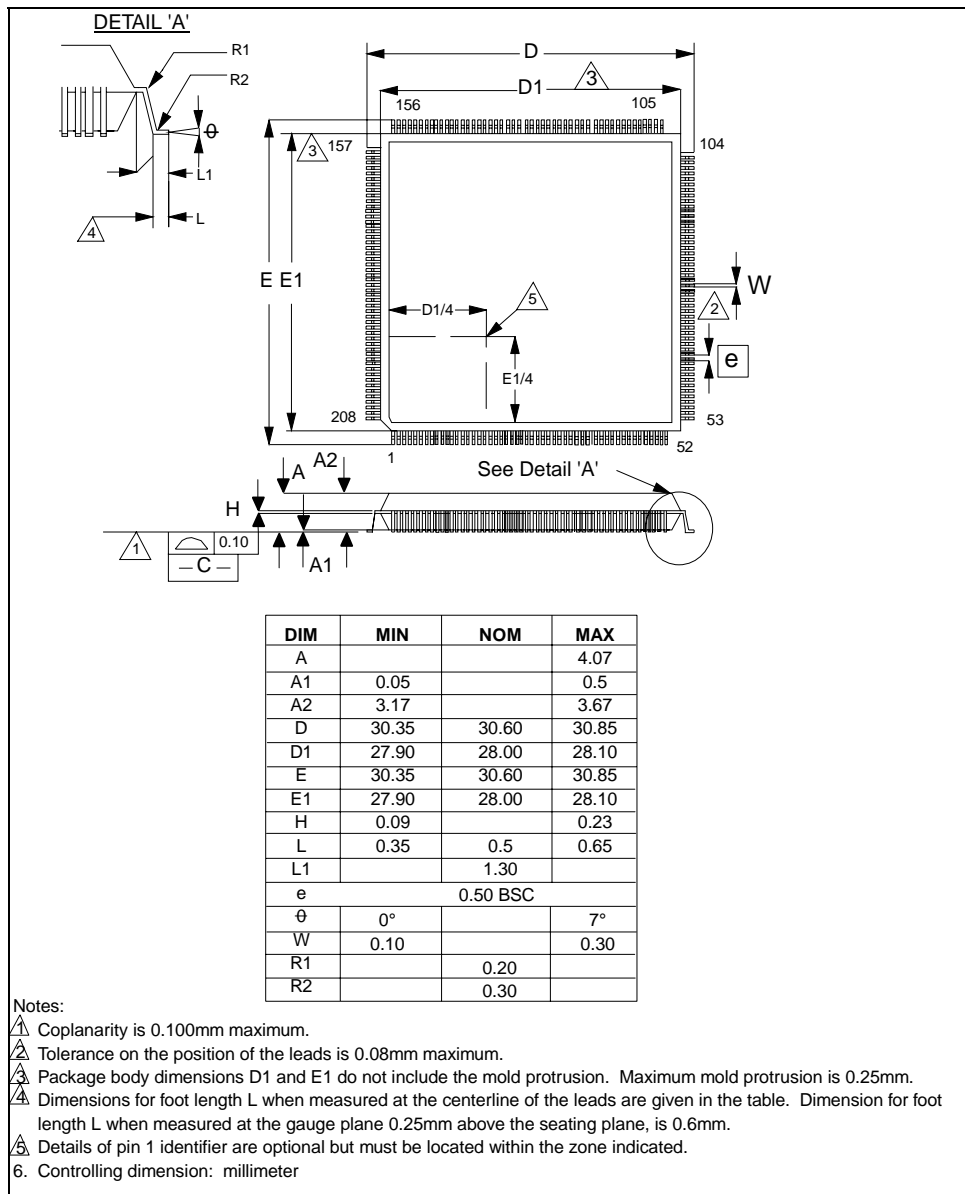 DETAIL 'A'
R1
R2
θ
L1
L
4
D
D1
3
156
105
3
157
104
E
E1
W
2
D1/4
5
e
E1/4
208
53
1
52
A2
A
See Detail 'A'
H
1
0.10
— C —
A1
DIM MIN NOM MAX
A 4.07
A1 0.05 0.5
A2 3.17 3.67
D 30.35 30.60 30.85
D1 27.90 28.00 28.10
E 30.35 30.60 30.85
E1 27.90 28.00 28.10
H 0.09 0.23
L 0.35 0.5 0.65
L1 1.30
e 0.50 BSC
θ 0° 7°
W 0.10 0.30
R1 0.20
R2 0.30
Notes:
1 Coplanarity is 0.100mm maximum.
2 Tolerance on the position of the leads is 0.08mm maximum.
3 Package body dimensions D1 and E1 do not include the mold protrusion. Maximum mold protrusion is 0.25mm.
4 Dimensions for foot length L when measured at the centerline of the leads are given in the table. Dimension for foot
length L when measured at the gauge plane 0.25mm above the seating plane, is 0.6mm.
5 Details of pin 1 identifier are optional but must be located within the zone indicated.
6. Controlling dimension: millimeter